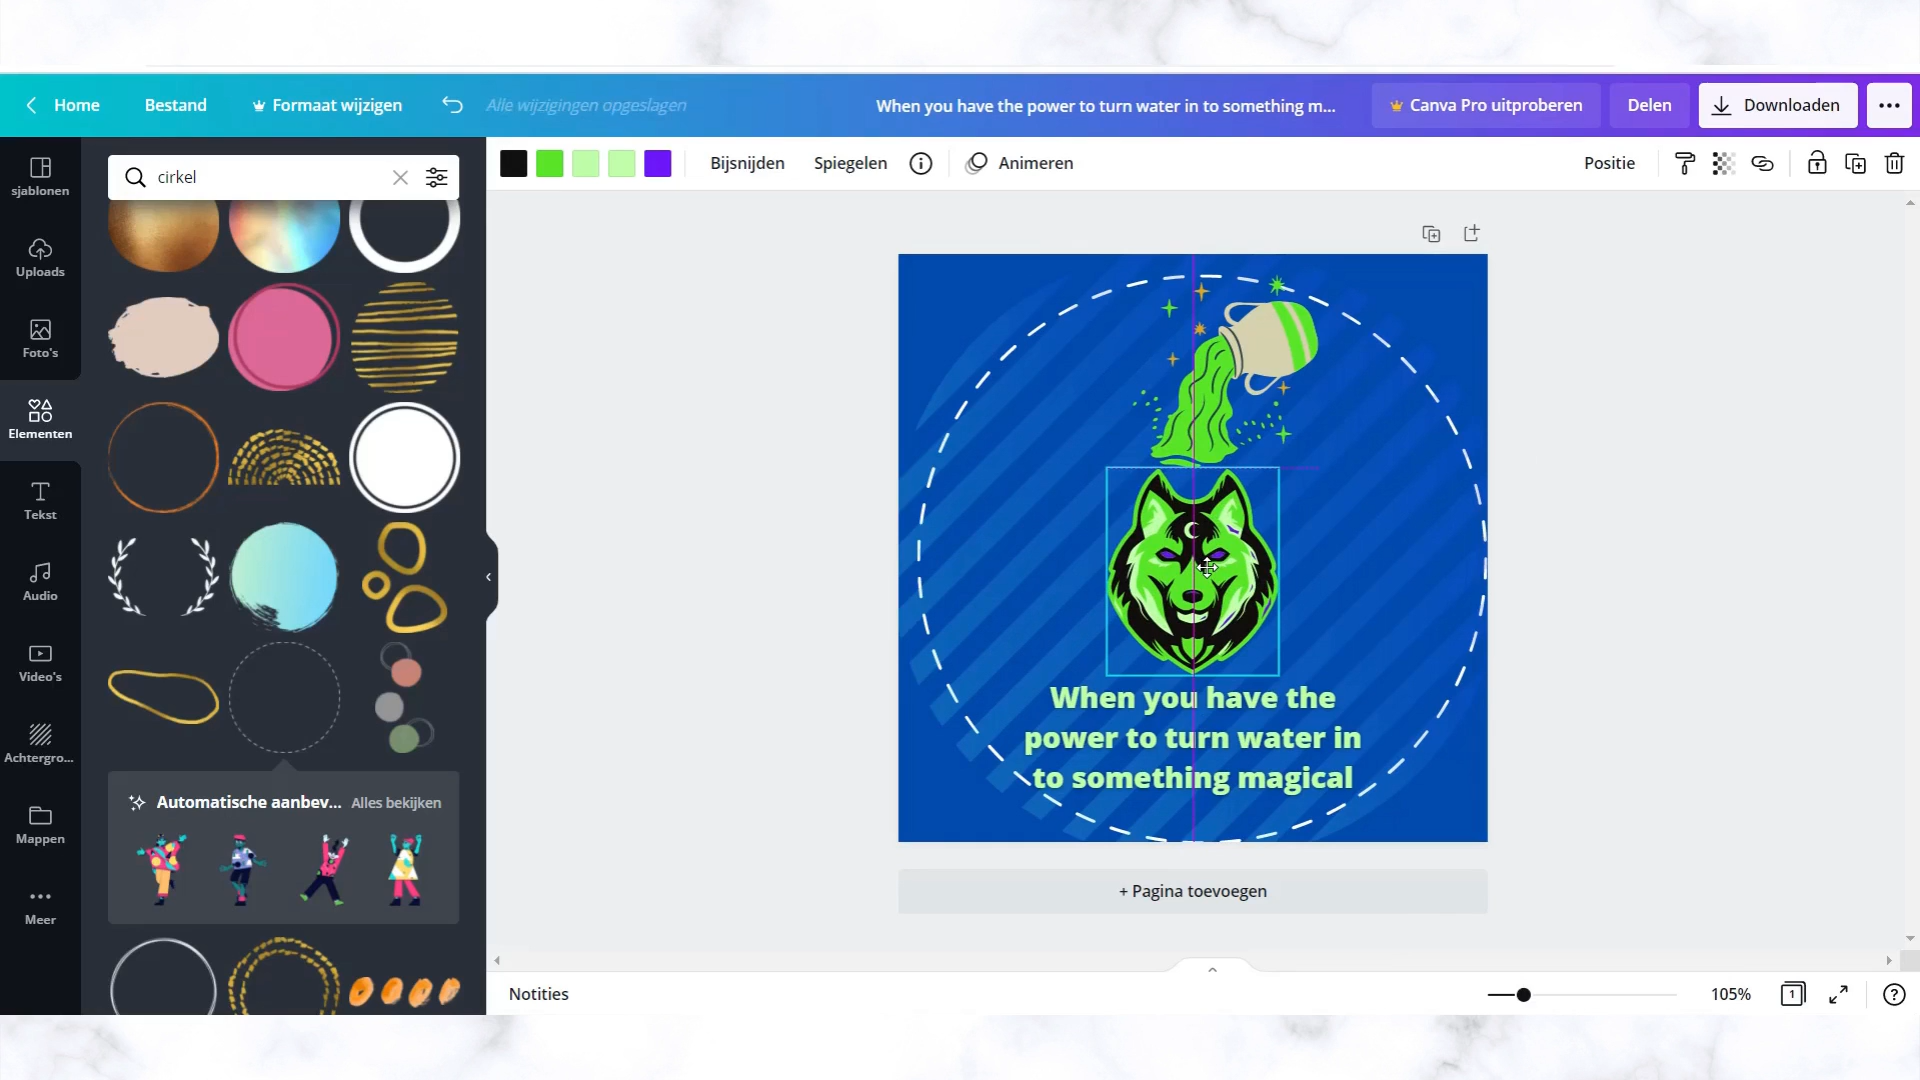 Home
Bestand
Formaat wijzigen
Alle wijzigingen opgeslagen
When you have the power to turn water in to something m...
Canva Pro uitproberen
Delen
Downloaden
sjablonen
Uploads
Foto's
Elementen
Tekst
Audio
Video's
Achtergro...
Mappen
Meer
cirkel
Automatische aanbev...
Alles bekijken
Bijsnijden
Spiegelen
Animeren
Positie
When you have the
power to turn water in
to something magical
+ Pagina toevoegen
Notities
105%
1